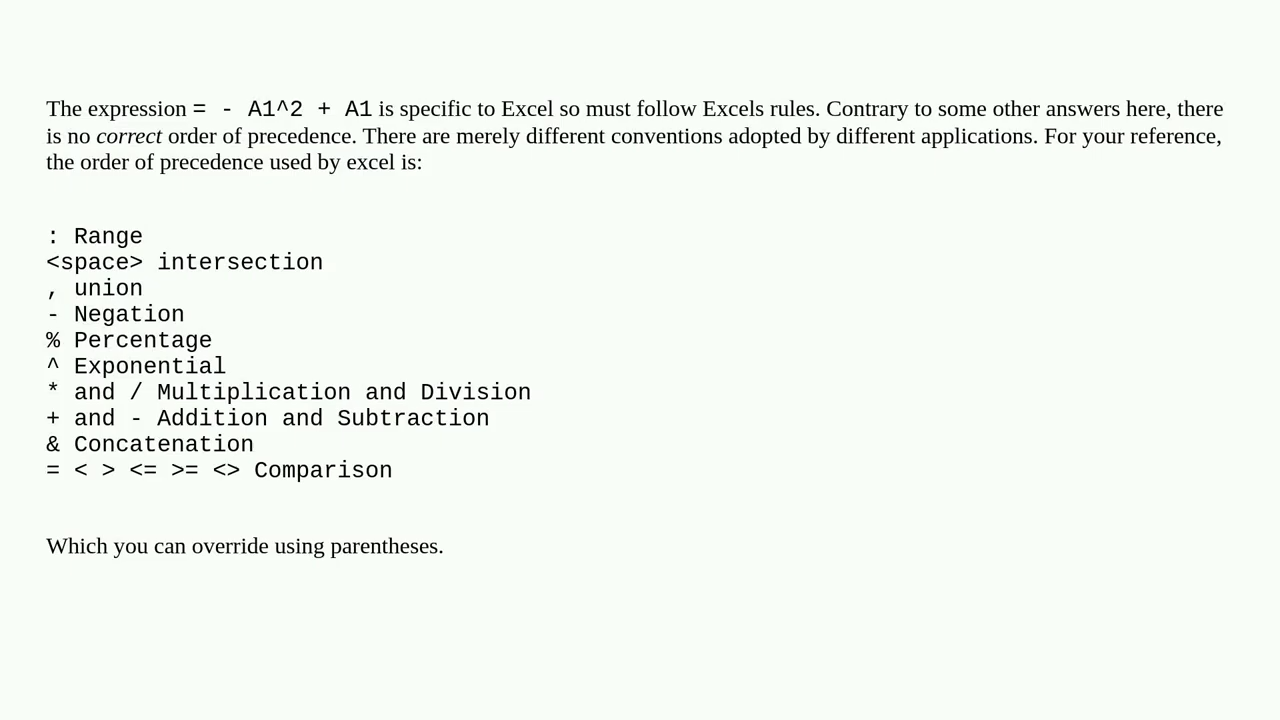 The expression = - A1^2 + A1 is specific to Excel so must follow Excels rules. Contrary to some other answers here, there
is no correct order of precedence. There are merely different conventions adopted by different applications. For your reference,
the order of precedence used by excel is:
: Range
<space> intersection
, union
- Negation
% Percentage
^ Exponential
* and / Multiplication and Division
+ and - Addition and Subtraction
& Concatenation
= < > <= >= <> Comparison
Which you can override using parentheses.